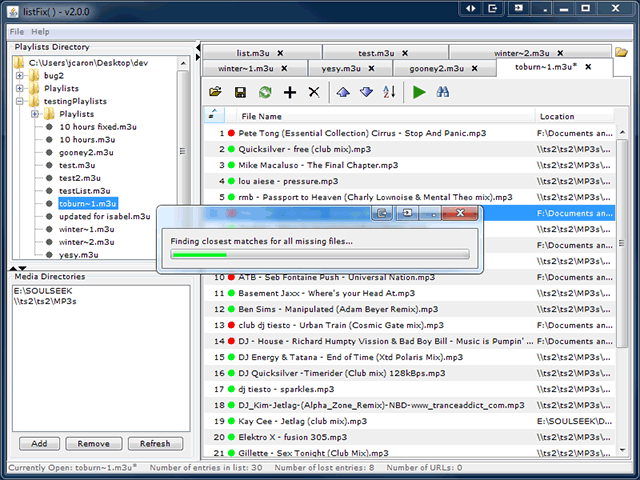 listFix( ) - v2.0.0
File Help
Playlists Directory
C:\Users\jcaron\Desktop\dev
bug2
Playlists
testingPlaylists
Playlists
10 hours fixed.m3u
10 hours.m3u
gooney2.m3u
test.m3u
test2.m3u
testList.m3u
toburn~1.m3u
updated for isabel.m3u
winter~1.m3u
winter~2.m3u
yesy.m3u
Media Directories
E:\SOULSEEK
\\ts2\ts2\MP3s
Add Remove Refresh
list.m3u test.m3u winter~2.m3u
winter~1.m3u yesy.m3u gooney2.m3u toburn~1.m3u*
# File Name Location
1 Pete Tong (Essential Collection) Cirrus - Stop And Panic.mp3 F:\Documents an...
2 Quicksilver - free (club mix).mp3 \\ts2\ts2\MP3s\...
3 Mike Macaluso - The Final Chapter.mp3 \\ts2\ts2\MP3s\...
4 lou aiese - pressure.mp3 \\ts2\ts2\MP3s\...
5 rmb - Passport to Heaven (Charly Lownoise & Mental Theo mix).mp3 \\ts2\ts2\MP3s\...
F:\Documents an...
\\ts2\ts2\MP3s\...
Finding closest matches for all missing files...
10 ATB - Seb Fontaine Push - Universal Nation.mp3 F:\Documents an...
11 Basement Jaxx - Where's your Head At.mp3 \\ts2\ts2\MP3s\...
12 Ben Sims - Manipulated (Adam Beyer Remix).mp3 \\ts2\ts2\MP3s\...
13 club dj tiesto - Urban Train (Cosmic Gate mix).mp3 F:\Documents an...
14 DJ - House - Richard Humpty Vission & Bad Boy Bill - Music is Pumpin' ... F:\Documents an...
15 DJ Energy & Tatana - End of Time (Xtd Polaris Mix).mp3 \\ts2\ts2\MP3s\...
16 DJ Quicksilver -Timerider (Club mix) 128kBps.mp3 \\ts2\ts2\MP3s\...
17 dj tiesto - sparkles.mp3 \\ts2\ts2\MP3s\...
18 DJ_Kim-Jetlag-(Alpha_Zone_Remix)-NBD-www_tranceaddict_com.mp3 \\ts2\ts2\MP3s\...
19 Kay Cee - Jetlag (club mix).mp3 E:\SOULSEEK\D...
20 Elektro X - fusion 305.mp3 \\ts2\ts2\MP3s\...
21 Gillette - Sex Tonight (Club Mix).mp3 \\ts2\ts2\MP3s\...
Currently Open: toburn~1.m3u* Number of entries in list: 30 Number of lost entries: 8 Number of URLs: 0